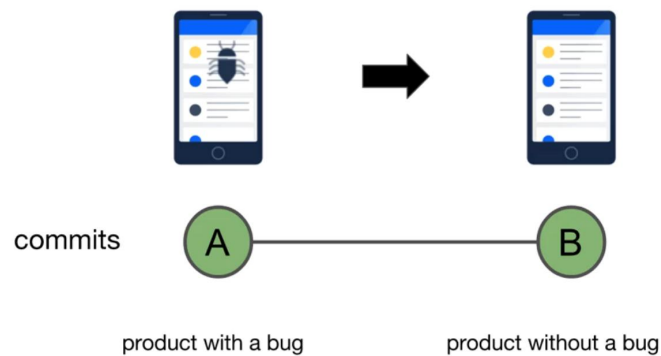 commits
A
B
product with a bug
product without a bug